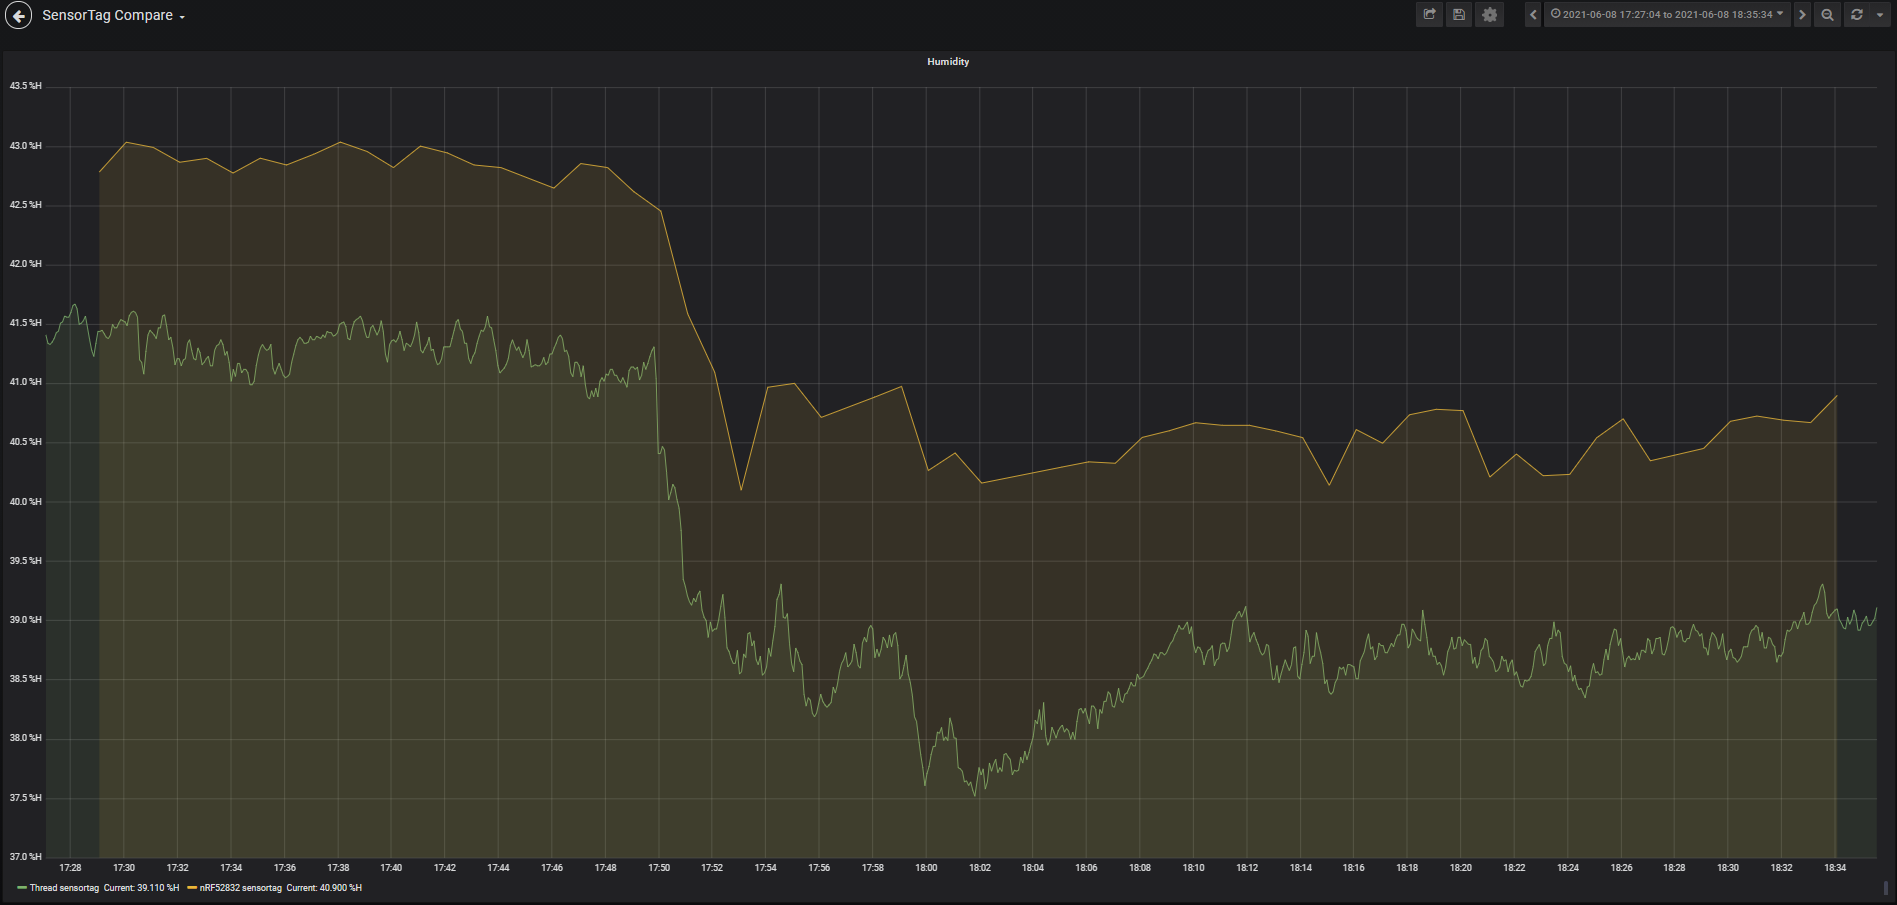 SensorTag Compare
2021-06-08 17:27:04 to 2021-06-08 18:35:34
Humidity
43.5 %H
43.0 %H
42.5 %H
42.0 %H
41.5 %H
41.0 %H
40.5 %H
40.0 %H
39.5 %H
39.0 %H
38.5 %H
38.0 %H
37.5 %H
37.0 %H
17:28 17:30 17:32 17:34 17:36 17:38 17:40 17:42 17:44 17:46 17:48 17:50 17:52 17:54 17:56 17:58 18:00 18:02 18:04 18:06 18:08 18:10 18:12 18:14 18:16 18:18 18:20 18:22 18:24 18:26 18:28 18:30 18:32 18:34
Thread sensortag Current: 39.110 %H nRF52832 sensortag Current: 40.900 %H